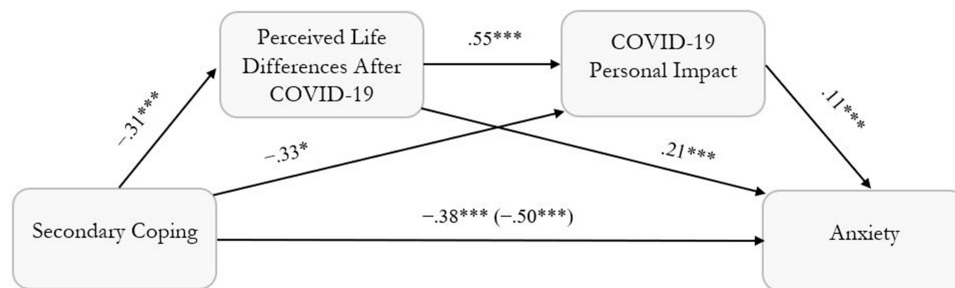 Perceived Life
Differences After
COVID-19
.55***
COVID-19
Personal Impact
−.31***
−.33*
.21***
.11***
Secondary Coping
−.38*** (−.50***)
Anxiety